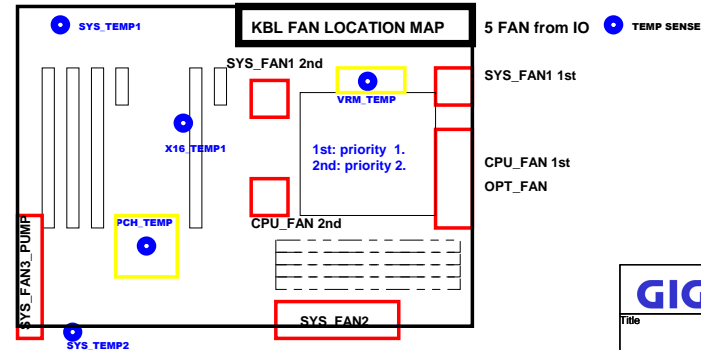 SYS_TEMP1
KBL FAN LOCATION MAP
5 FAN from IO
TEMP SENSE
SYS_FAN1 2nd
SYS_FAN1 1st
VRM_TEMP
X16_TEMP1
1st: priority 1.
2nd: priority 2.
CPU_FAN 1st
OPT_FAN
PCH_TEMP
CPU_FAN 2nd
SYS_FAN3_PUMP
SYS_FAN2
SYS_TEMP2
GIG
Title